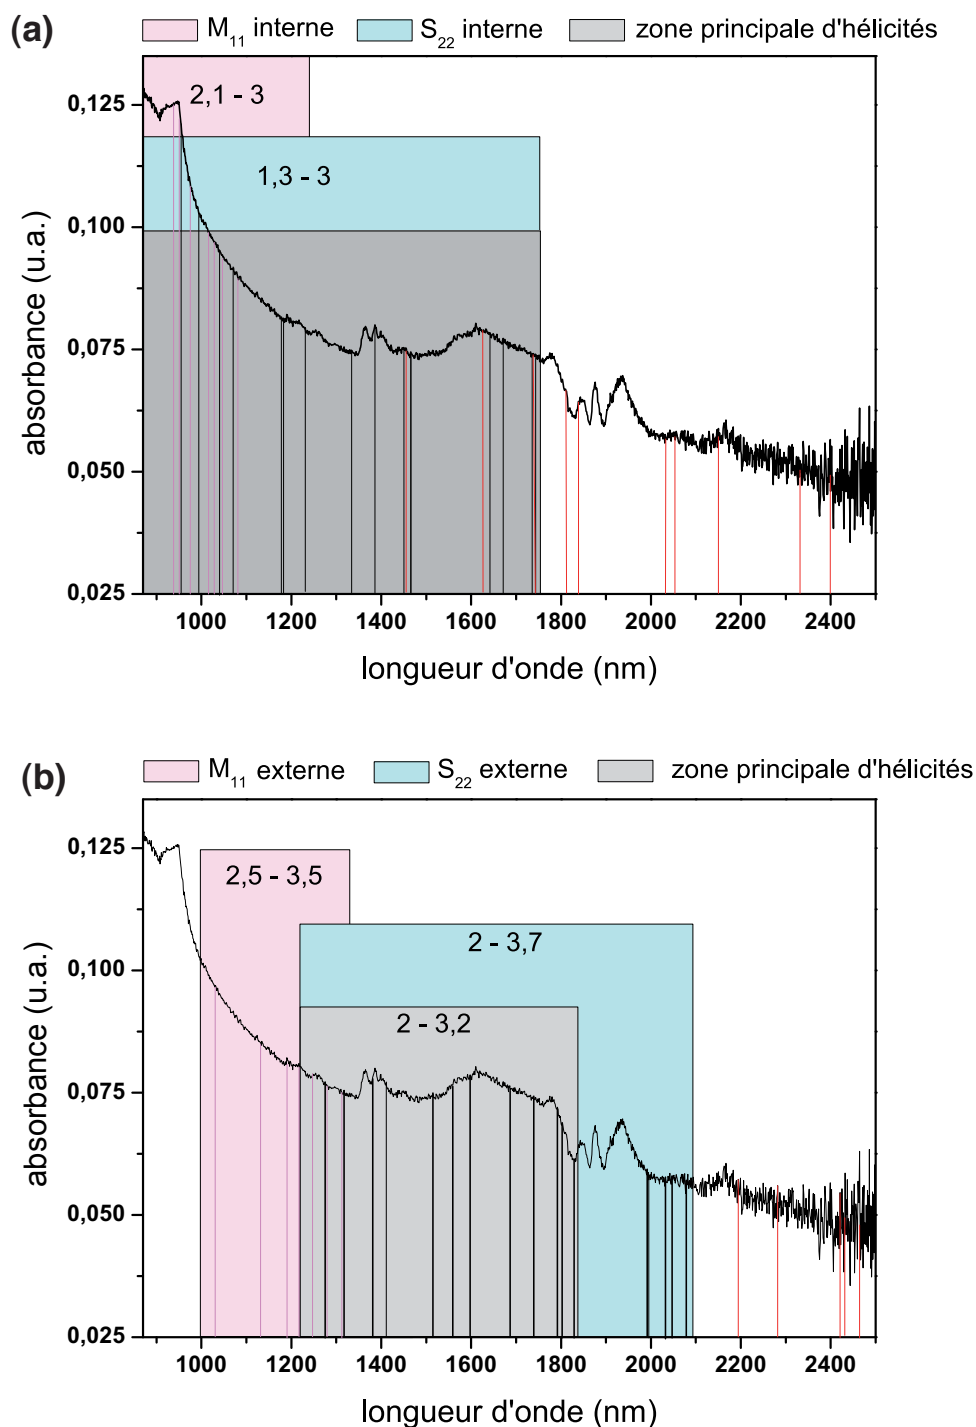 (a)
M11 interne S22 interne zone principale d'hélicités
2,1 - 3
1,3 - 3
0,125
0,100
0,075
0,050
0,025
absorbance (u.a.)
1000 1200 1400 1600 1800 2000 2200 2400
longueur d'onde (nm)
(b)
M11 externe S22 externe zone principale d'hélicités
2,5 - 3,5
2 - 3,7
2 - 3,2
0,125
0,100
0,075
0,050
0,025
absorbance (u.a.)
1000 1200 1400 1600 1800 2000 2200 2400
longueur d'onde (nm)